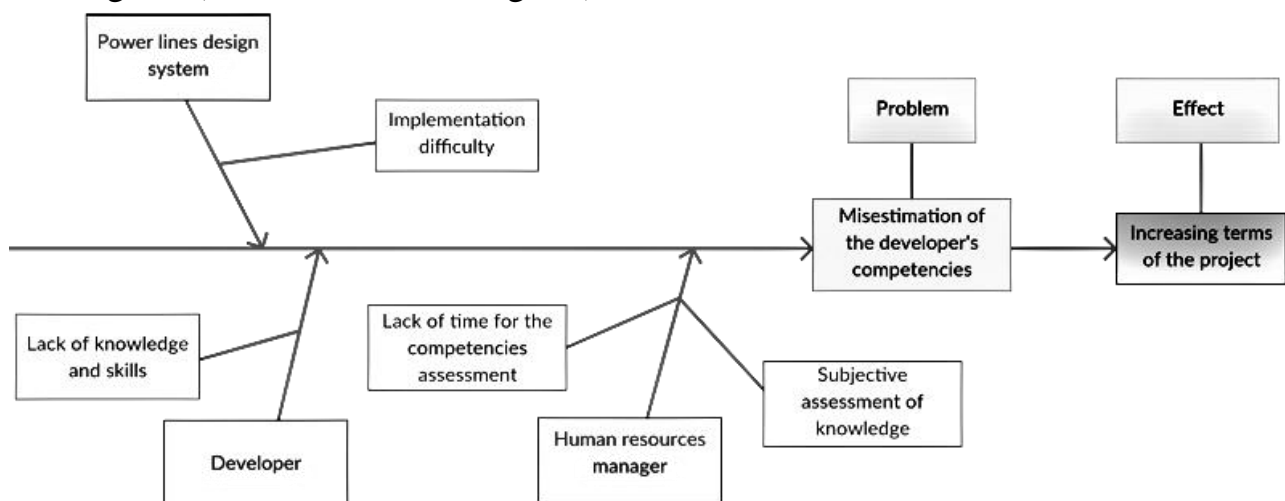 Power lines design
system
Implementation
difficulty
Problem
Effect
Misestimation of
the developer's
competencies
Increasing terms
of the project
Lack of knowledge
and skills
Developer
Lack of time for the
competencies
assessment
Human resources
manager
Subjective
assessment of
knowledge